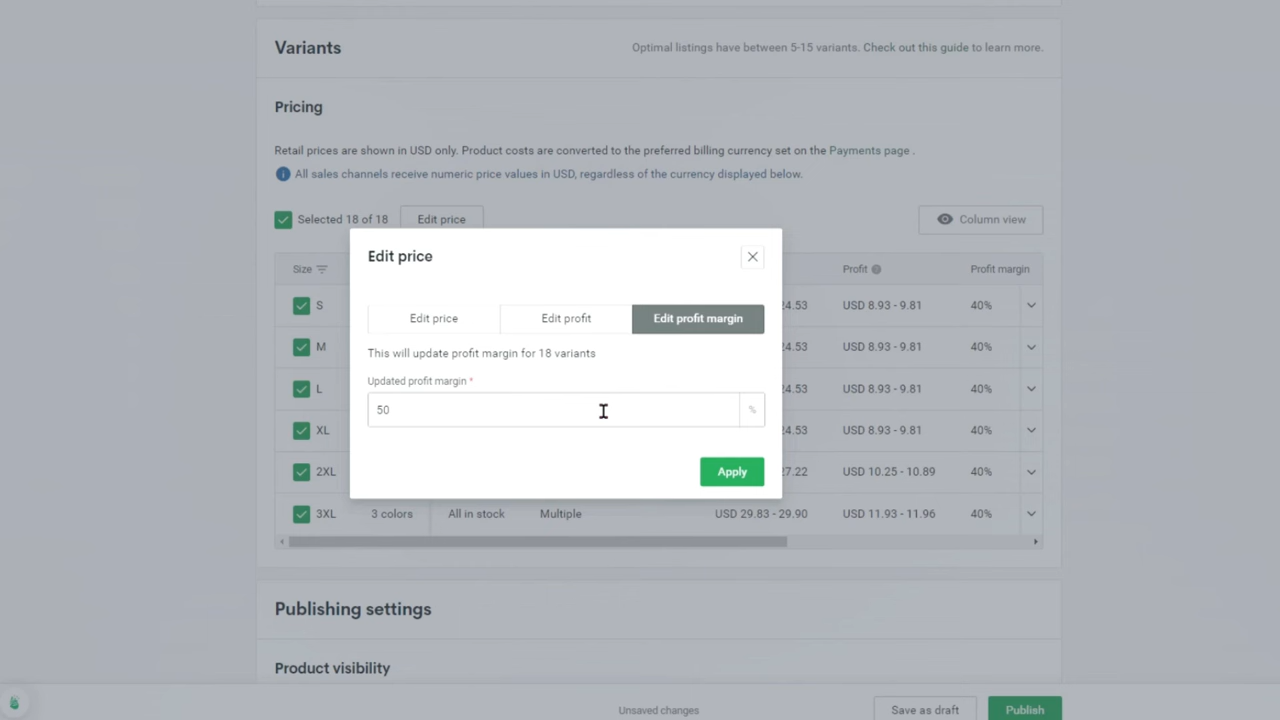 Variants
Optimal listings have between 5-15 variants. Check out this guide to learn more.
Pricing
Retail prices are shown in USD only. Product costs are converted to the preferred billing currency set on the Payments page .
All sales channels receive numeric price values in USD, regardless of the currency displayed below.
Selected 18 of 18
Edit price
Column view
Size
Profit
Profit margin
S
24.53
USD 8.93 - 9.81
40%
M
24.53
USD 8.93 - 9.81
40%
L
24.53
USD 8.93 - 9.81
40%
XL
24.53
USD 8.93 - 9.81
40%
2XL
27.22
USD 10.25 - 10.89
40%
3XL
3 colors
All in stock
Multiple
USD 29.83 - 29.90
USD 11.93 - 11.96
40%
Edit price
Edit price
Edit profit
Edit profit margin
This will update profit margin for 18 variants
Updated profit margin *
50
%
Apply
Publishing settings
Product visibility
Unsaved changes
Save as draft
Publish